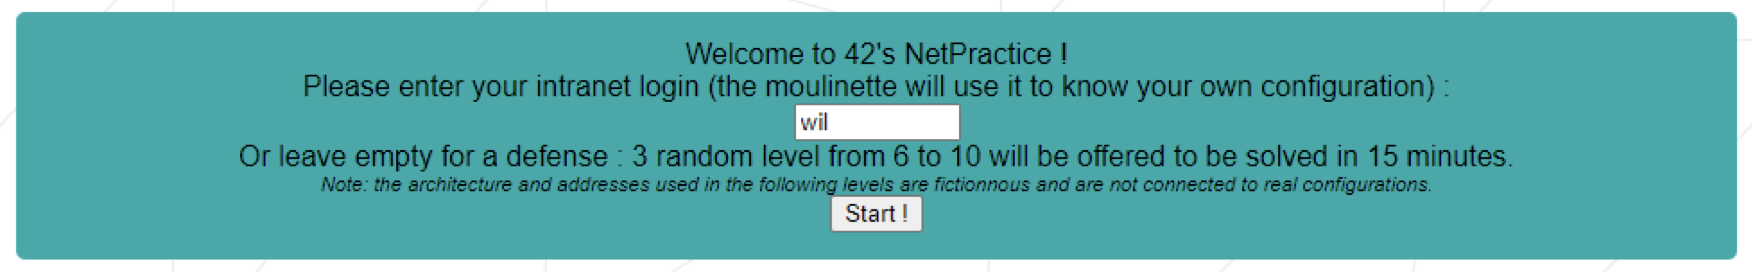 Welcome to 42's NetPractice !
Please enter your intranet login (the moulinette will use it to know your own configuration) :
wil
Or leave empty for a defense : 3 random level from 6 to 10 will be offered to be solved in 15 minutes.
Note: the architecture and addresses used in the following levels are fictionnous and are not connected to real configurations.
Start !